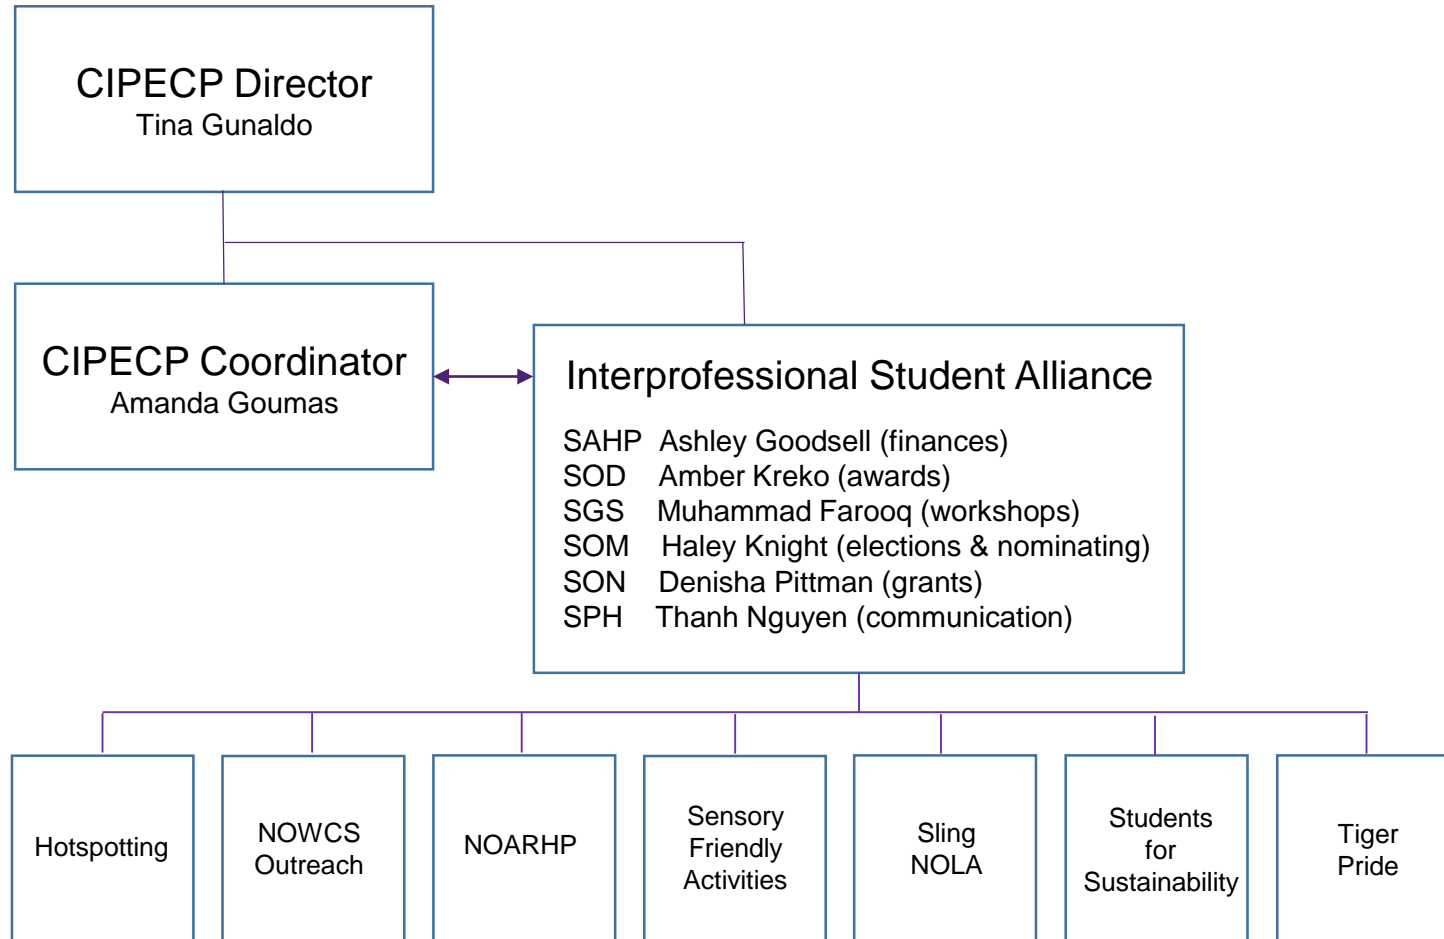 CIPECP Director
Tina Gunaldo
CIPECP Coordinator
Amanda Goumas
Interprofessional Student Alliance
SAHP Ashley Goodsell (finances)
SOD Amber Kreko (awards)
SGS Muhammad Farooq (workshops)
SOM Haley Knight (elections & nominating)
SON Denisha Pittman (grants)
SPH Thanh Nguyen (communication)
Hotspotting
NOWCS
Outreach
NOARHP
Sensory
Friendly
Activities
Sling
NOLA
Students
for
Sustainability
Tiger
Pride